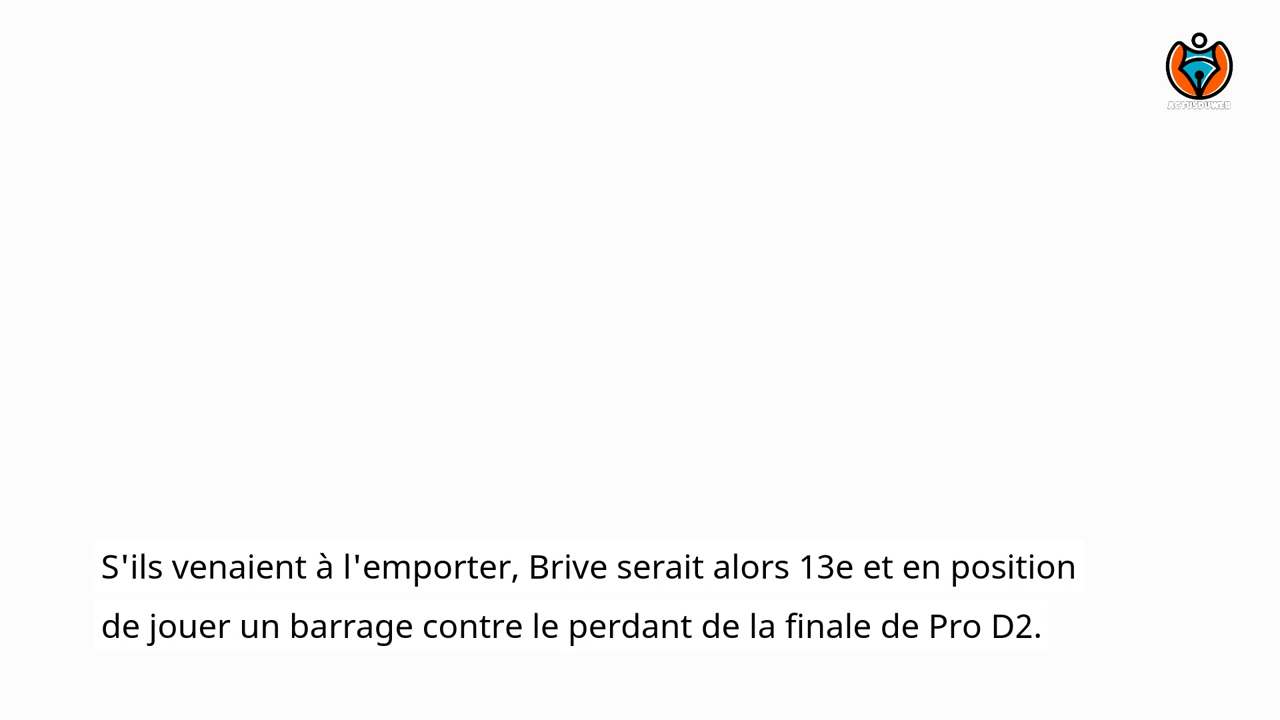 ACTUSDUWEB
S'ils venaient à l'emporter, Brive serait alors 13e et en position
de jouer un barrage contre le perdant de la finale de Pro D2.